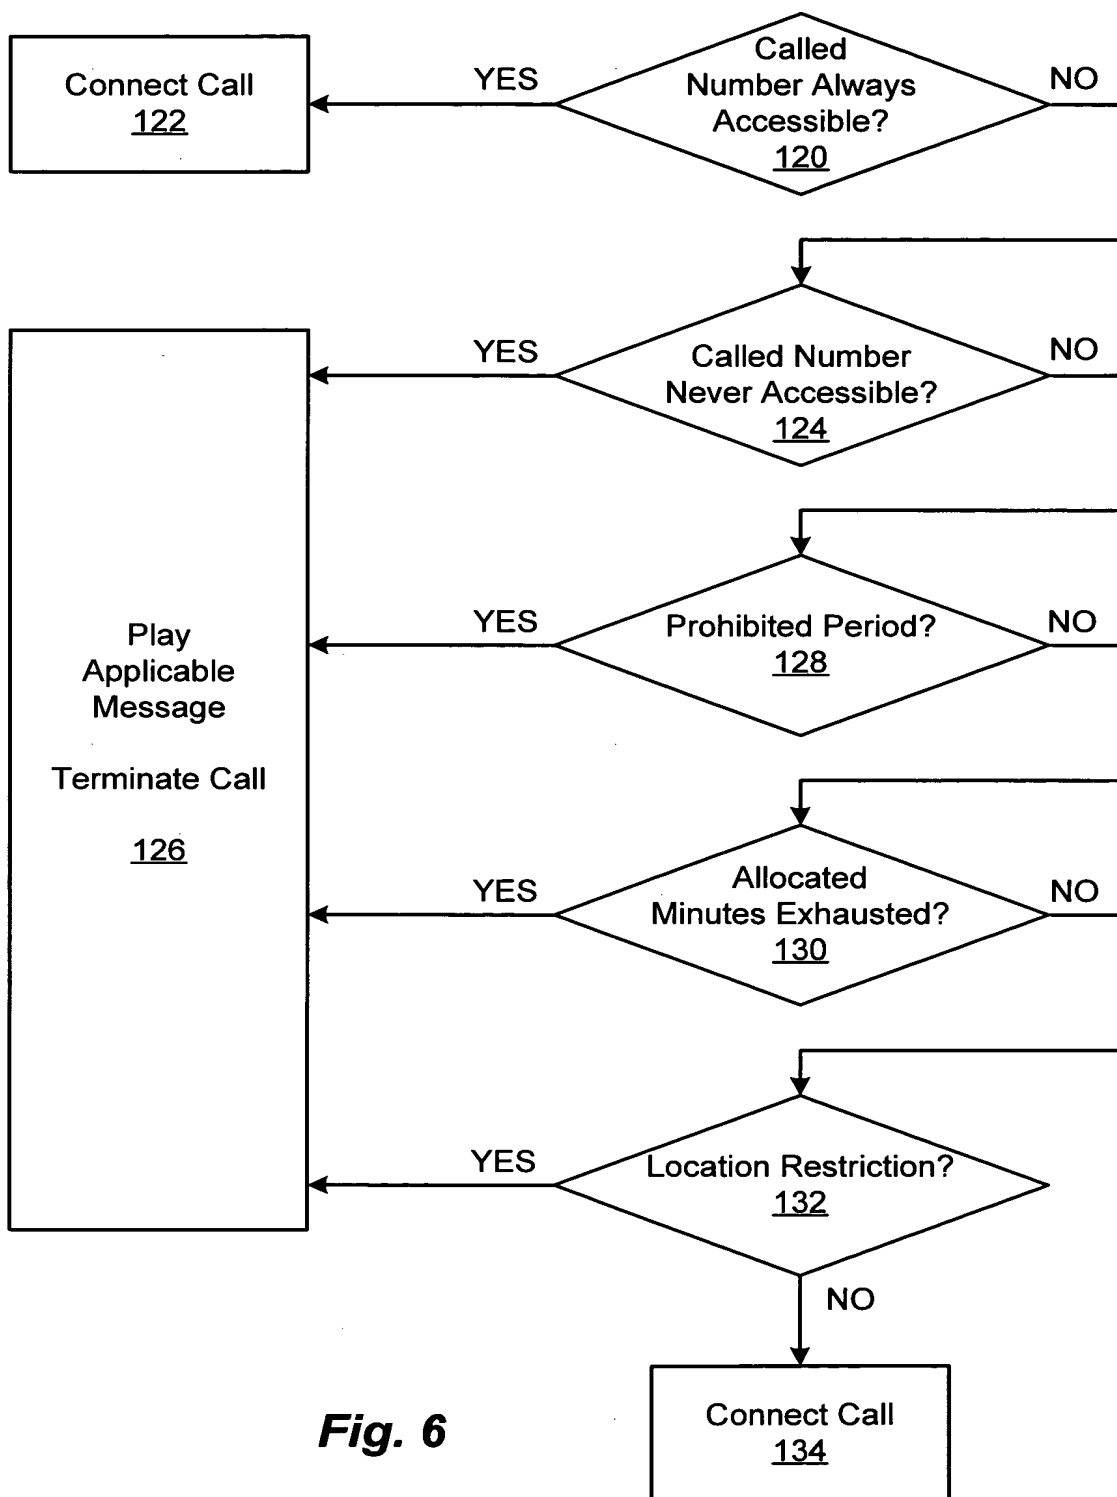 Connect Call
122
YES
Called
Number Always
Accessible?
120
NO
YES
Called Number
Never Accessible?
124
NO
YES
Prohibited Period?
128
NO
Play
Applicable
Message
Terminate Call
126
YES
Allocated
Minutes Exhausted?
130
NO
YES
Location Restriction?
132
NO
Connect Call
134
Fig. 6